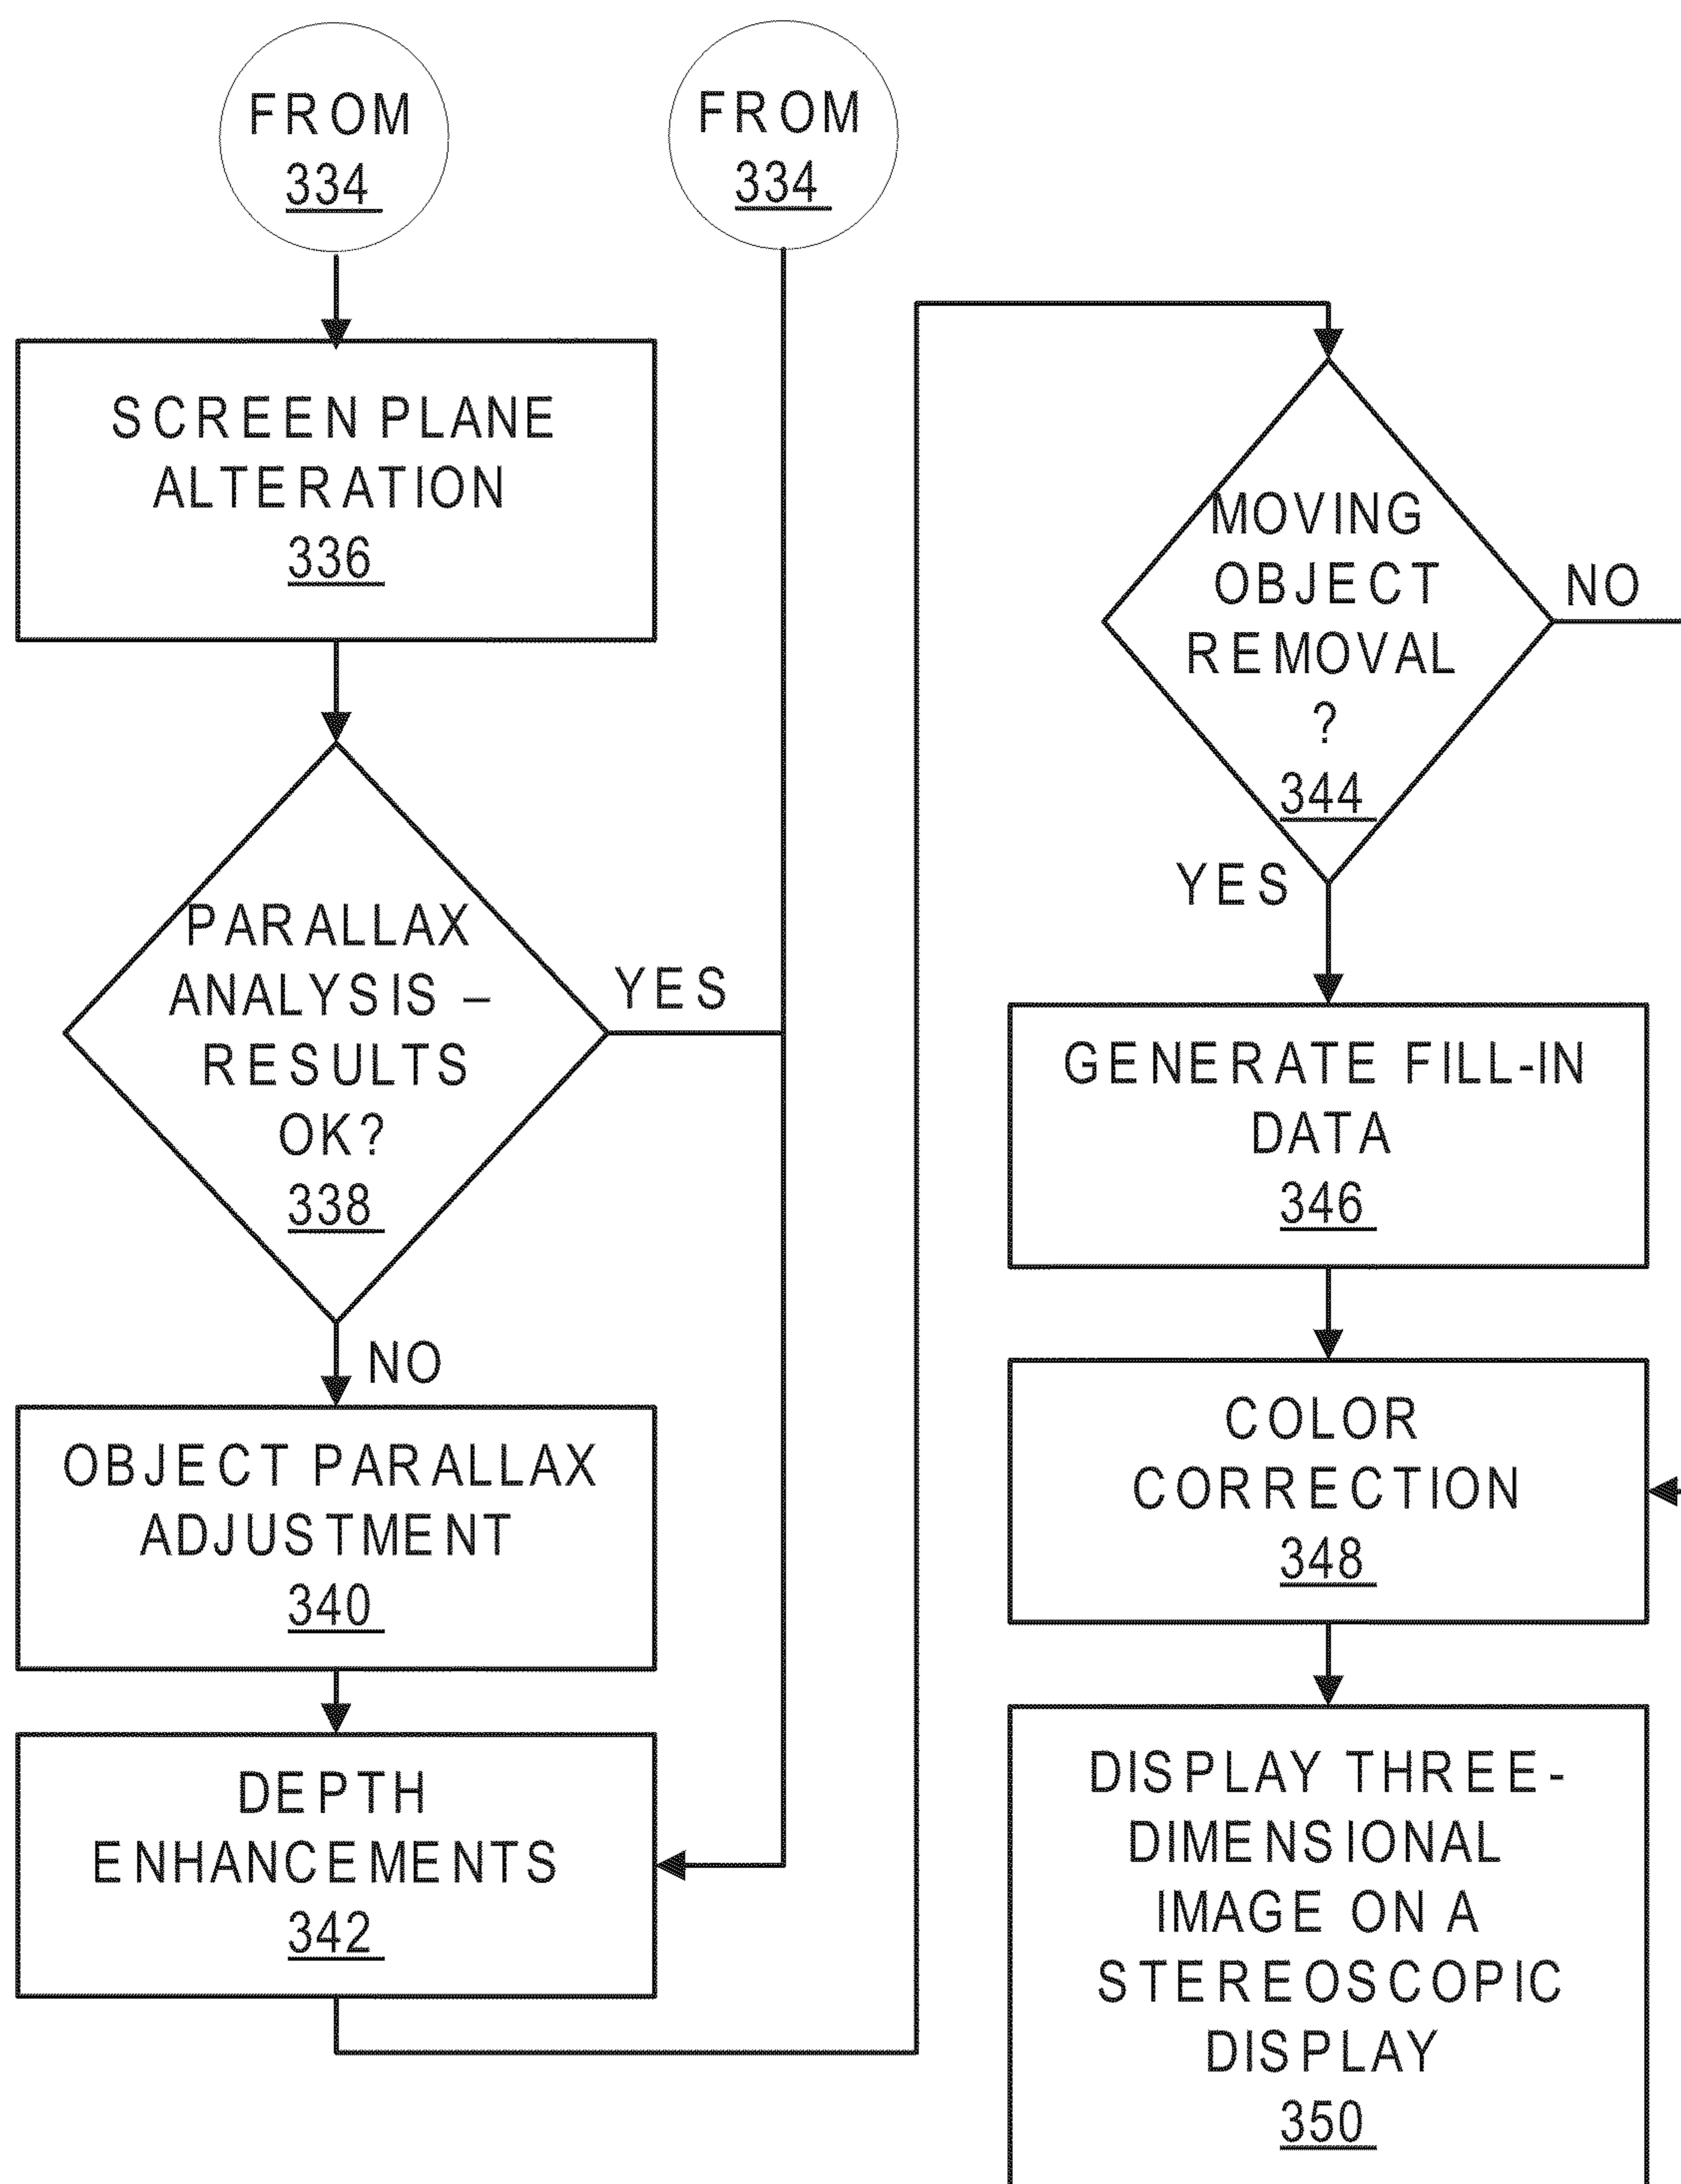 FROM
334
FROM
334
SCREEN PLANE
ALTERATION
336
PARALLAX
ANALYSIS –
RESULTS
OK?
338
YES
NO
OBJECT PARALLAX
ADJUSTMENT
340
DEPTH
ENHANCEMENTS
342
MOVING
OBJECT
REMOVAL
?
344
NO
YES
GENERATE FILL-IN
DATA
346
COLOR
CORRECTION
348
DISPLAY THREE-
DIMENSIONAL
IMAGE ON A
STEREOSCOPIC
DISPLAY
350